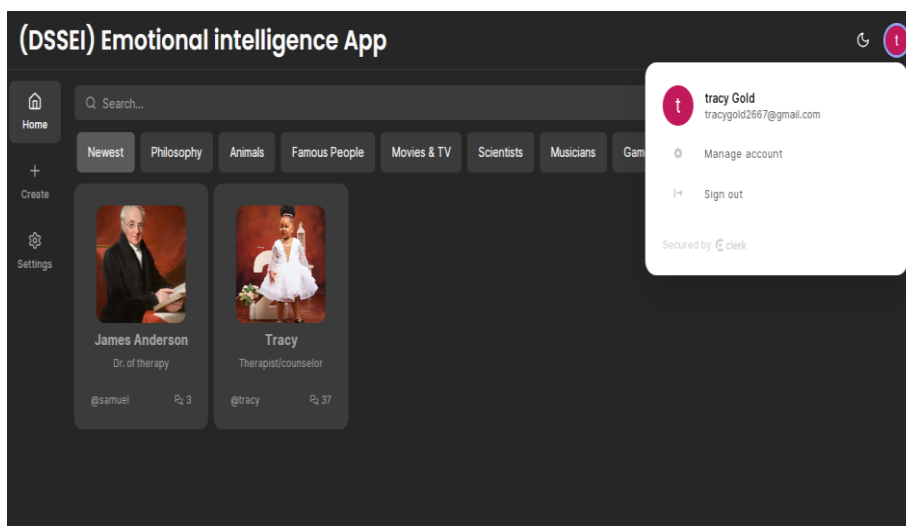 (DSSEI) Emotional intelligence App
t
Home
Create
Settings
Search...
Newest
Philosophy
Animals
Famous People
Movies & TV
Scientists
Musicians
Gam
t
tracy Gold
tracygold2667@gmail.com
Manage account
Sign out
Secured by clerk
James Anderson
Dr. of therapy
@samuel
3
Tracy
Therapist/counselor
@tracy
37